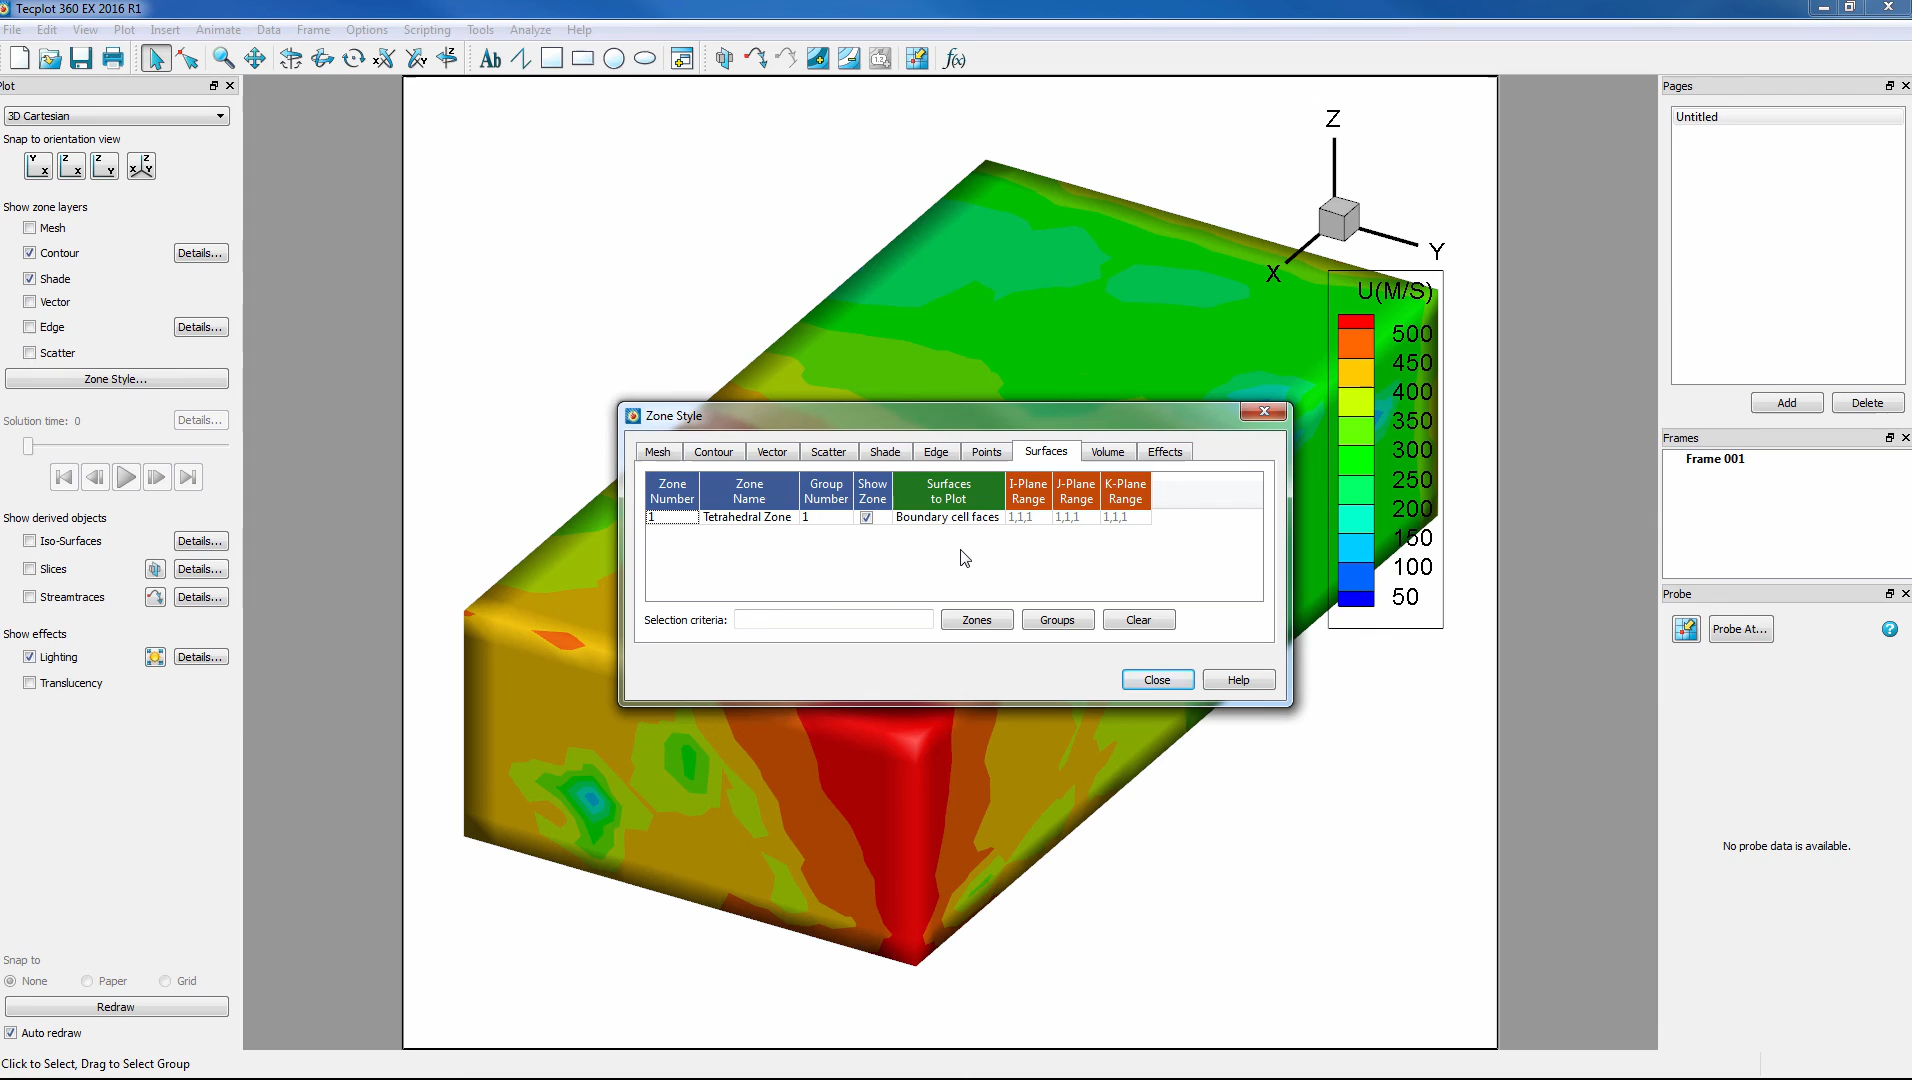 Tecplot 360 EX 2016 R1
File Edit View Plot Insert Animate Data Frame Options Scripting Tools Analyze Help
Ab f(x)
Plot
3D Cartesian
Snap to orientation view
Show zone layers
Mesh
Contour Details...
Shade
Vector
Edge Details...
Scatter
Zone Style...
Solution time: 0 Details...
Show derived objects
Iso-Surfaces Details...
Slices Details...
Streamtraces Details...
Show effects
Lighting Details...
Translucency
Snap to
None Paper Grid
Redraw
Auto redraw
Click to Select, Drag to Select Group
Z
Y
X
U(M/S)
500
450
400
350
300
250
200
150
100
50
Zone Style
Mesh Contour Vector Scatter Shade Edge Points Surfaces Volume Effects
Zone Number Zone Name Group Number Show Zone Surfaces to Plot I-Plane Range J-Plane Range K-Plane Range
1 Tetrahedral Zone 1 Boundary cell faces 1,1,1 1,1,1 1,1,1
Selection criteria: Zones Groups Clear
Close Help
Pages
Untitled
Add Delete
Frames
Frame 001
Probe
Probe At...
No probe data is available.